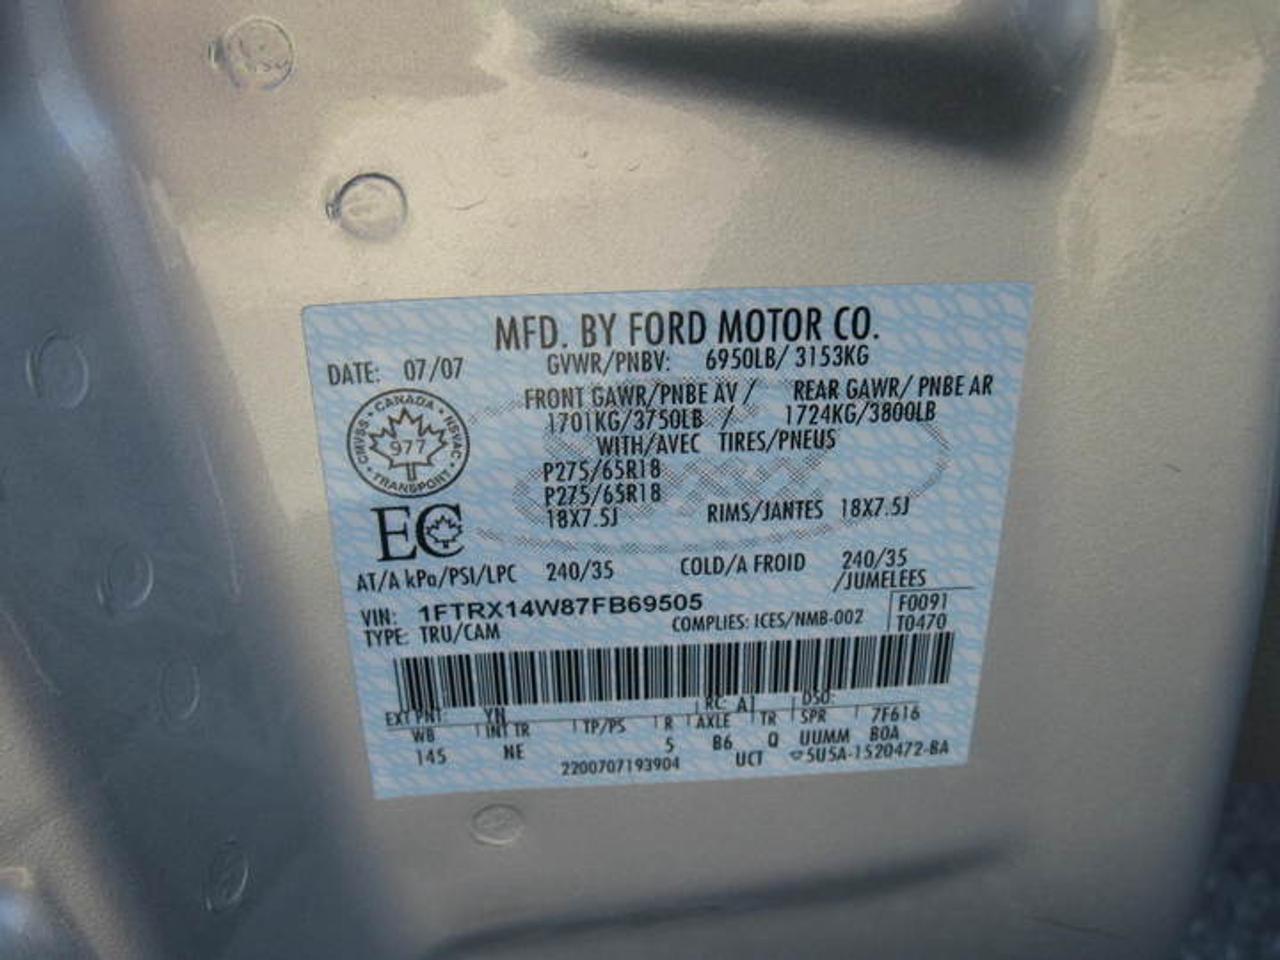 MFD. BY FORD MOTOR CO.
DATE: 07/07 GVWR/PNBV: 6950LB/ 3153KG
FRONT GAWR/PNBE AV / REAR GAWR/ PNBE AR
1701KG/3750LB / 1724KG/3800LB
WITH/AVEC TIRES/PNEUS
P275/65R18
P275/65R18
18X7.5J RIMS/JANTES 18X7.5J
CANADA
CMVSS 977 NSVAC
TRANSPORT
EC
AT/A kPa/PSI/LPC 240/35 COLD/A FROID 240/35
/JUMELEES
VIN: 1FTRX14W87FB69505 F0091
TYPE: TRU/CAM COMPLIES: ICES/NMB-002 T0470
EXT PNT: YN RC: A1 DSO:
WB INT TR TP/PS R AXLE TR SPR 7F616
145 NE 5 B6 Q UUMM BOA
2200707193904 UCT 5U5A-1520472-BA